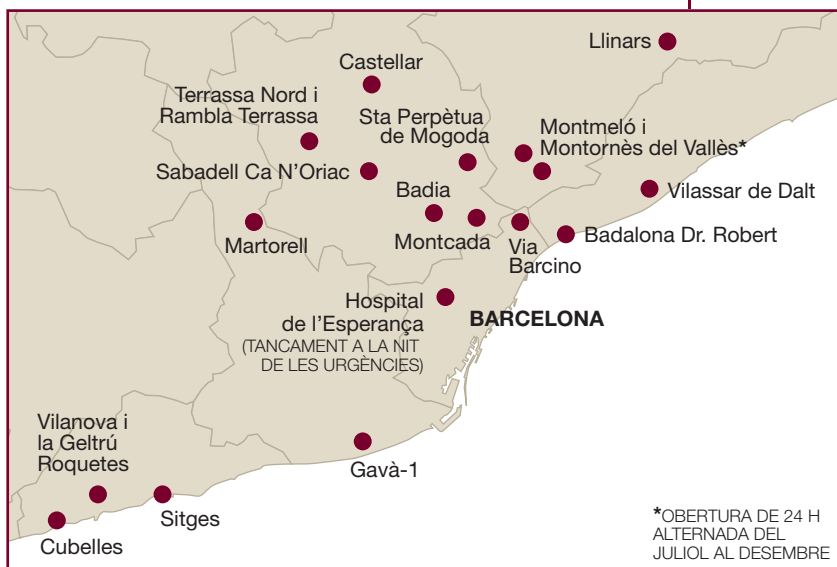 Llinars
Castellar
Terrassa Nord i
Rambla Terrassa
Sta Perpètua
de Mogoda
Montmeló i
Montornès del Vallès*
Sabadell Ca N’Oriac
Badia
Vilassar de Dalt
Martorell
Montcada
Via
Barcino
Badalona Dr. Robert
Hospital
de l’Esperança
(TANCAMENT A LA NIT
DE LES URGÈNCIES)
BARCELONA
Vilanova i
la Geltrú
Roquetes
Gavà-1
Sitges
Cubelles
*OBERTURA DE 24 H
ALTERNADA DEL
JULIOL AL DESEMBRE